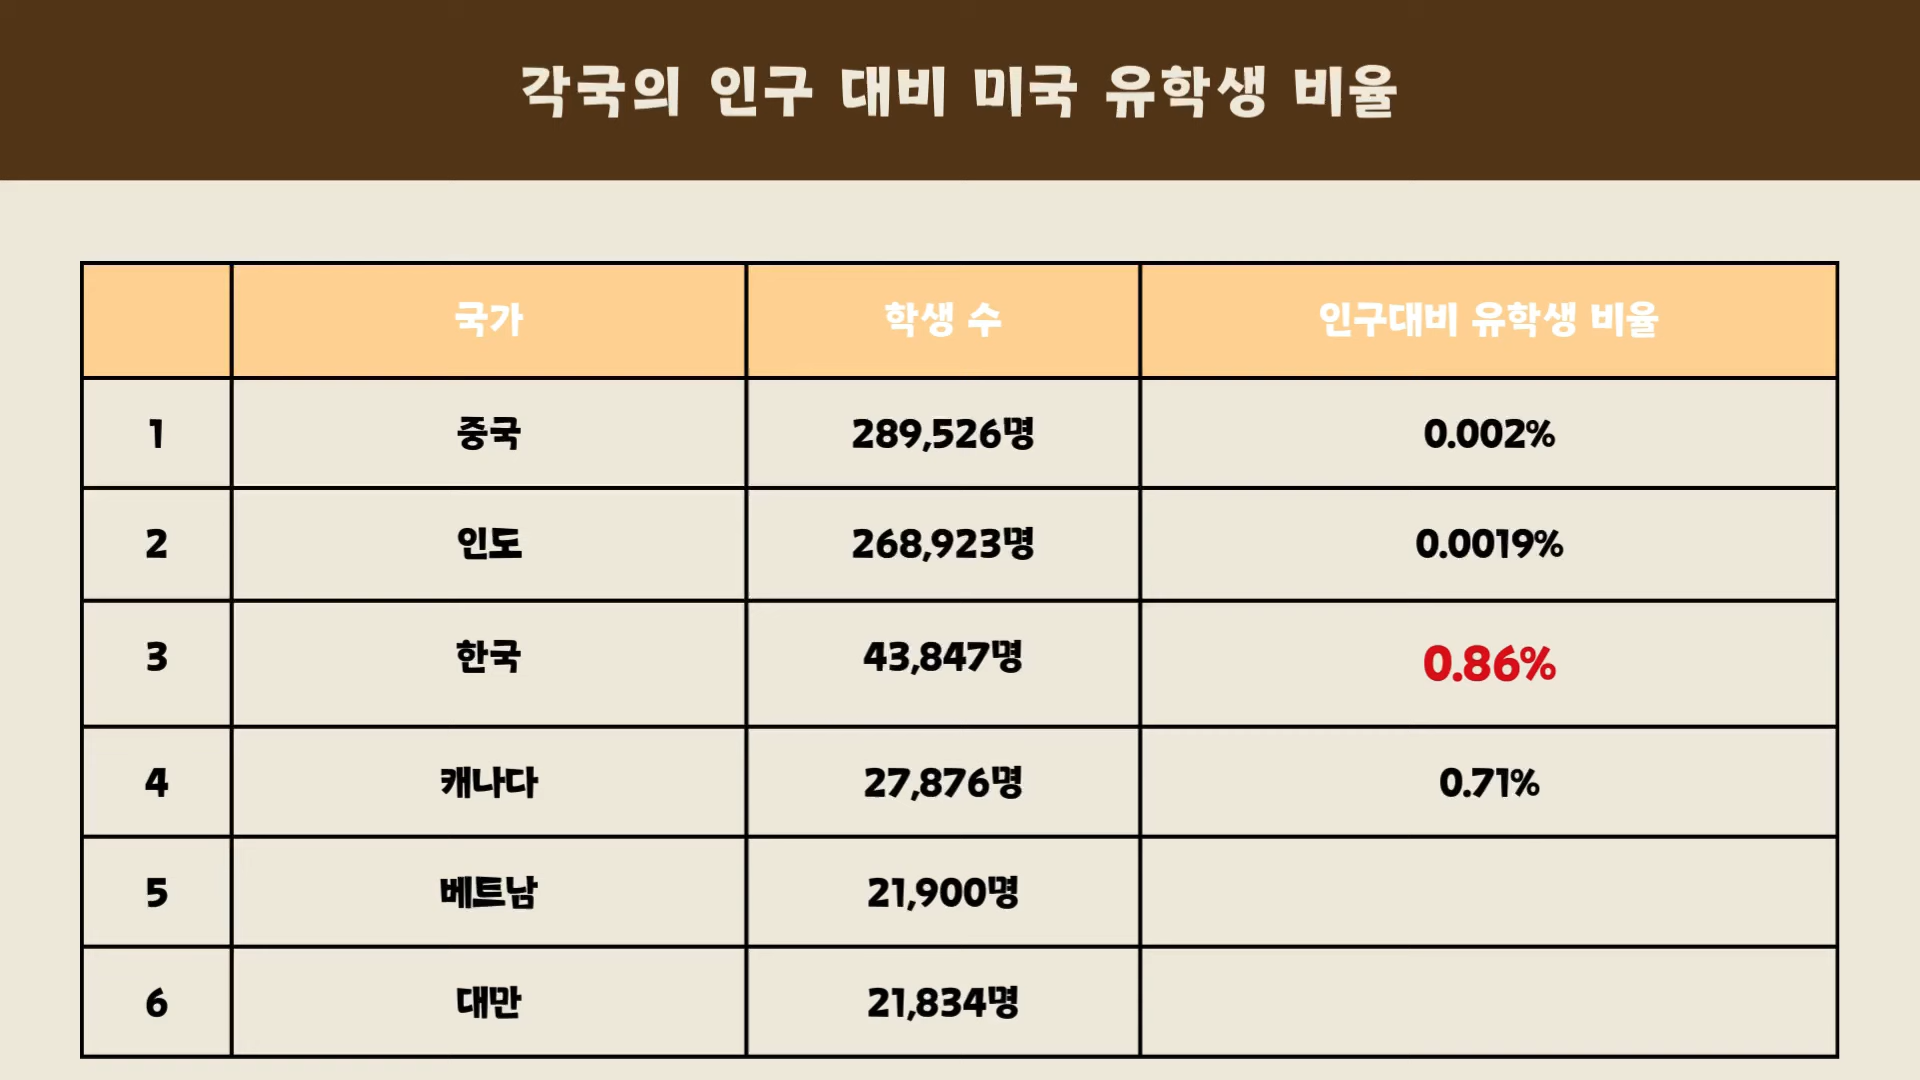 각국의 인구 대비 미국 유학생 비율
국가 학생 수 인구대비 유학생 비율
1 중국 289,526명 0.002%
2 인도 268,923명 0.0019%
3 한국 43,847명 0.86%
4 캐나다 27,876명 0.71%
5 베트남 21,900명
6 대만 21,834명